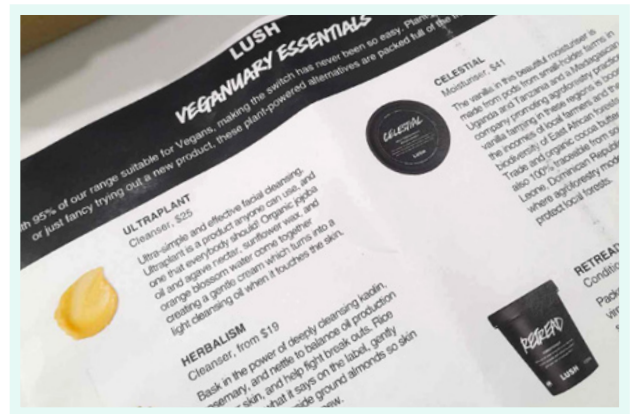 LUSH
VEGANUARY ESSENTIALS
95% of our range suitable for Vegans, making the switch has never been so easy.
or just fancy trying out a new product, these plant-powered alternatives are packed full of the
ULTRAPLANT
Cleanser, $25
Ultra-simple and effective facial cleansing.
Ultraplant is a product anyone can use, and
one that everybody should! Organic jojoba
oil and agave nectar, sunflower wax, and
orange blossom water come together
creating a gentle cream which turns into a
light cleansing oil when it touches the skin.
HERBALISM
Cleanser, from $19
Bask in the power of deeply cleansing kaolin,
rosemary, and nettle to balance oil production
skin, and help fight break outs. Rice
what it says on the label, gently
ground almonds so skin
CELESTIAL
Moisturiser, $41
The vanilla in this beautiful moisturiser is
made from pods from small-holder farms in
Uganda and Tanzania and a Madagascan
company promoting agroforestry
vanilla farming in these regions is
the incomes of local farmers and
biodiversity of East African
Trade and organic cocoa
also 100% traceable from
Leone, Dominican
where agroforestry
protect local forests.
CELESTIAL
LUSH
RETREAD
LUSH